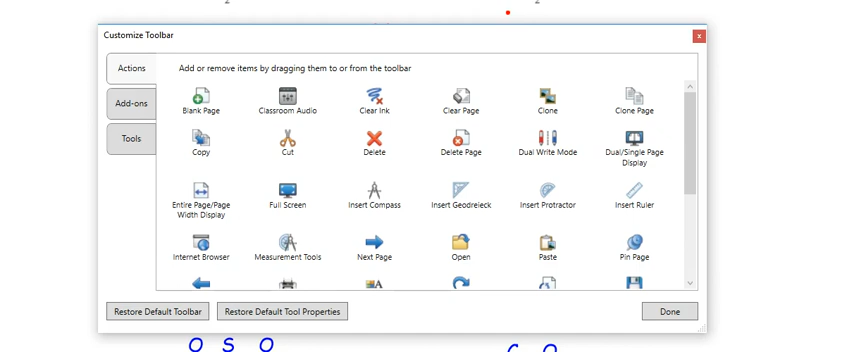 Customize Toolbar
x
Actions
Add or remove items by dragging them to or from the toolbar
Add-ons
Tools
Blank Page
Classroom Audio
Clear Ink
Clear Page
Clone
Clone Page
Copy
Cut
Delete
Delete Page
Dual Write Mode
Dual/Single Page
Display
Entire Page/Page
Width Display
Full Screen
Insert Compass
Insert Geodreieck
Insert Protractor
Insert Ruler
Internet Browser
Measurement Tools
Next Page
Open
Paste
Pin Page
Restore Default Toolbar
Restore Default Tool Properties
Done
o s o